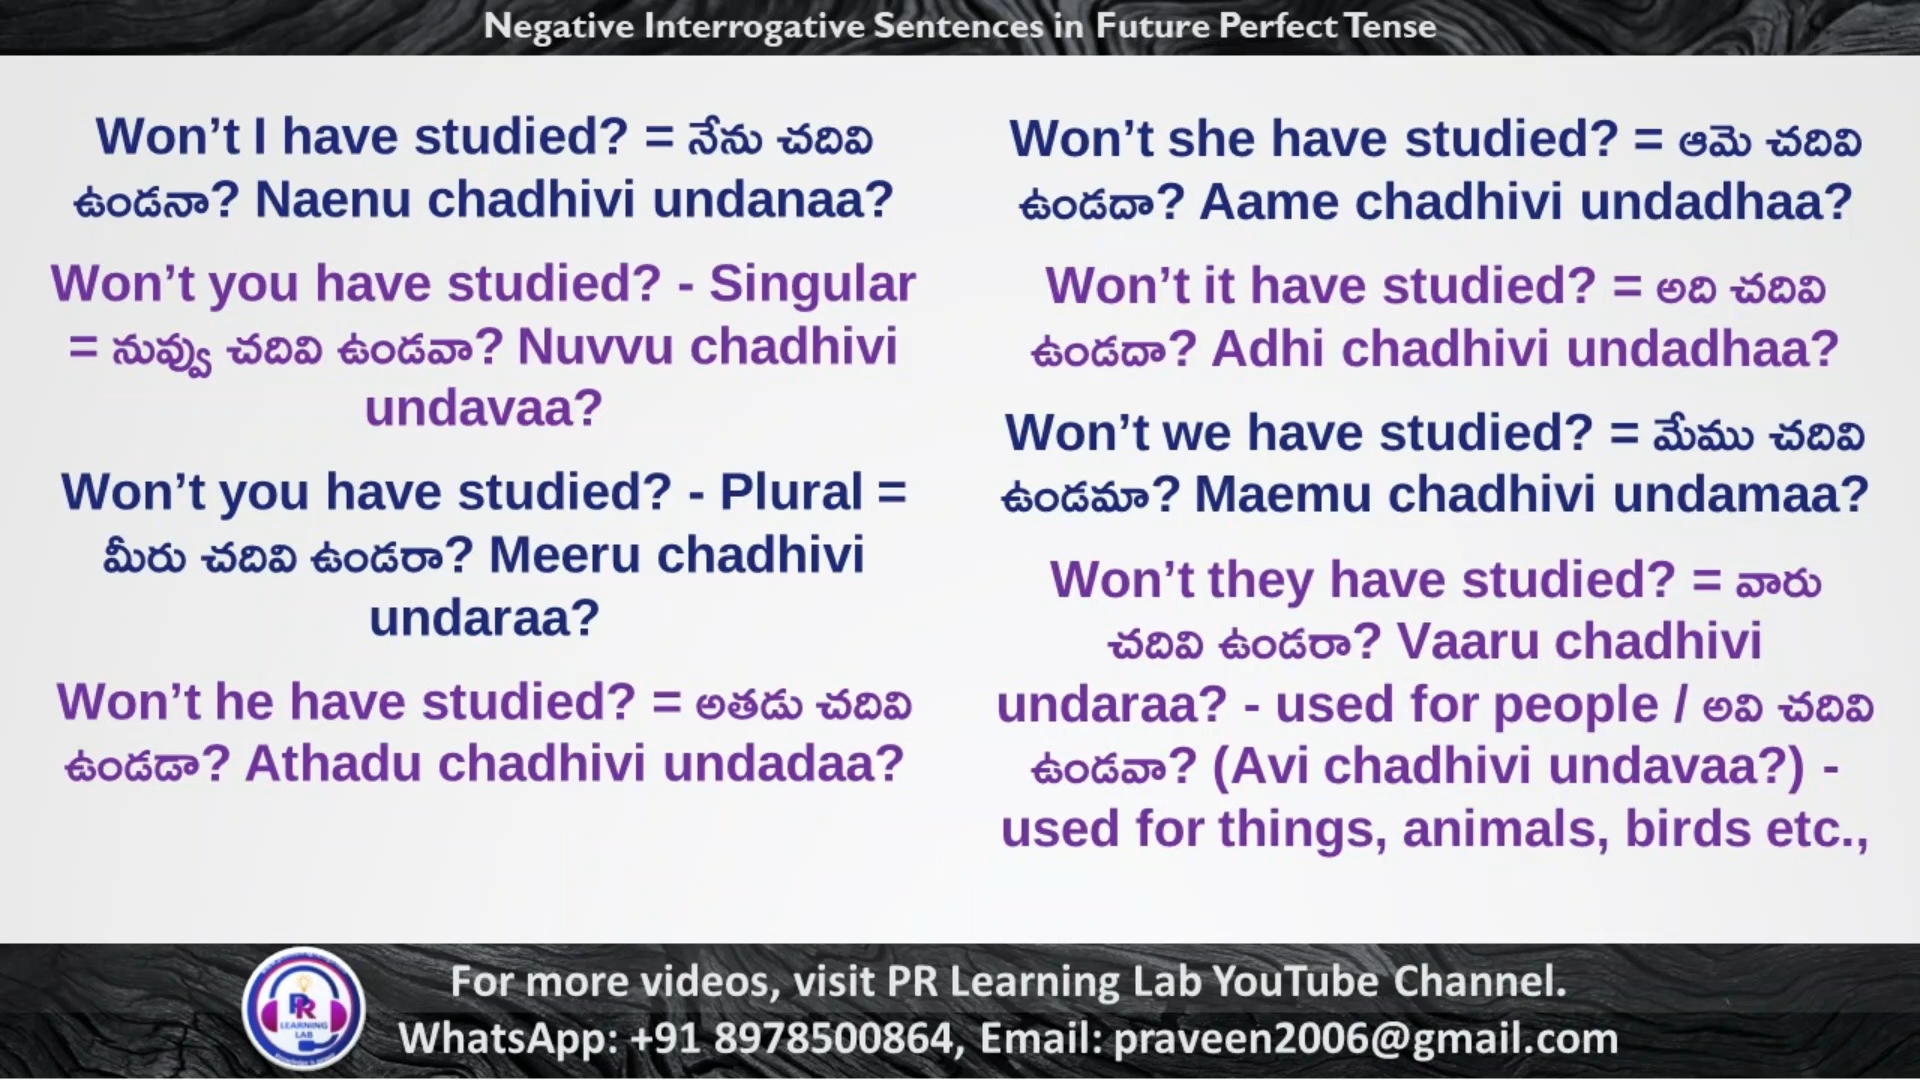 Negative Interrogative Sentences in Future Perfect Tense
Won’t I have studied? = నేను చదివి
ఉండనా? Naenu chadhivi undanaa?
Won’t you have studied? - Singular
= నువ్వు చదివి ఉండవా? Nuvvu chadhivi
undavaa?
Won’t you have studied? - Plural =
మీరు చదివి ఉండరా? Meeru chadhivi
undaraa?
Won’t he have studied? = అతడు చదివి
ఉండడా? Athadu chadhivi undadaa?
Won’t she have studied? = ఆమె చదివి
ఉండదా? Aame chadhivi undadhaa?
Won’t it have studied? = అది చదివి
ఉండదా? Adhi chadhivi undadhaa?
Won’t we have studied? = మేము చదివి
ఉండమా? Maemu chadhivi undamaa?
Won’t they have studied? = వారు
చదివి ఉండరా? Vaaru chadhivi
undaraa? - used for people / అవి చదివి
ఉండవా? (Avi chadhivi undavaa?) -
used for things, animals, birds etc.,
PR
LEARNING
LAB
For more videos, visit PR Learning Lab YouTube Channel.
WhatsApp: +91 8978500864, Email: praveen2006@gmail.com